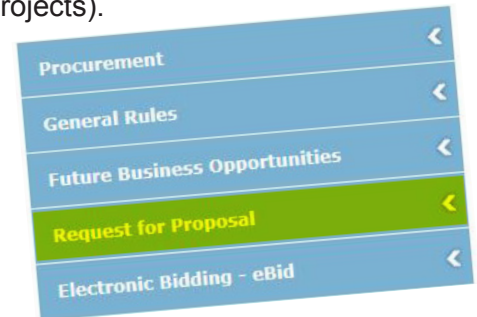 rojects).
Procurement
General Rules
Future Business Opportunities
Request for Proposal
Electronic Bidding - eBid